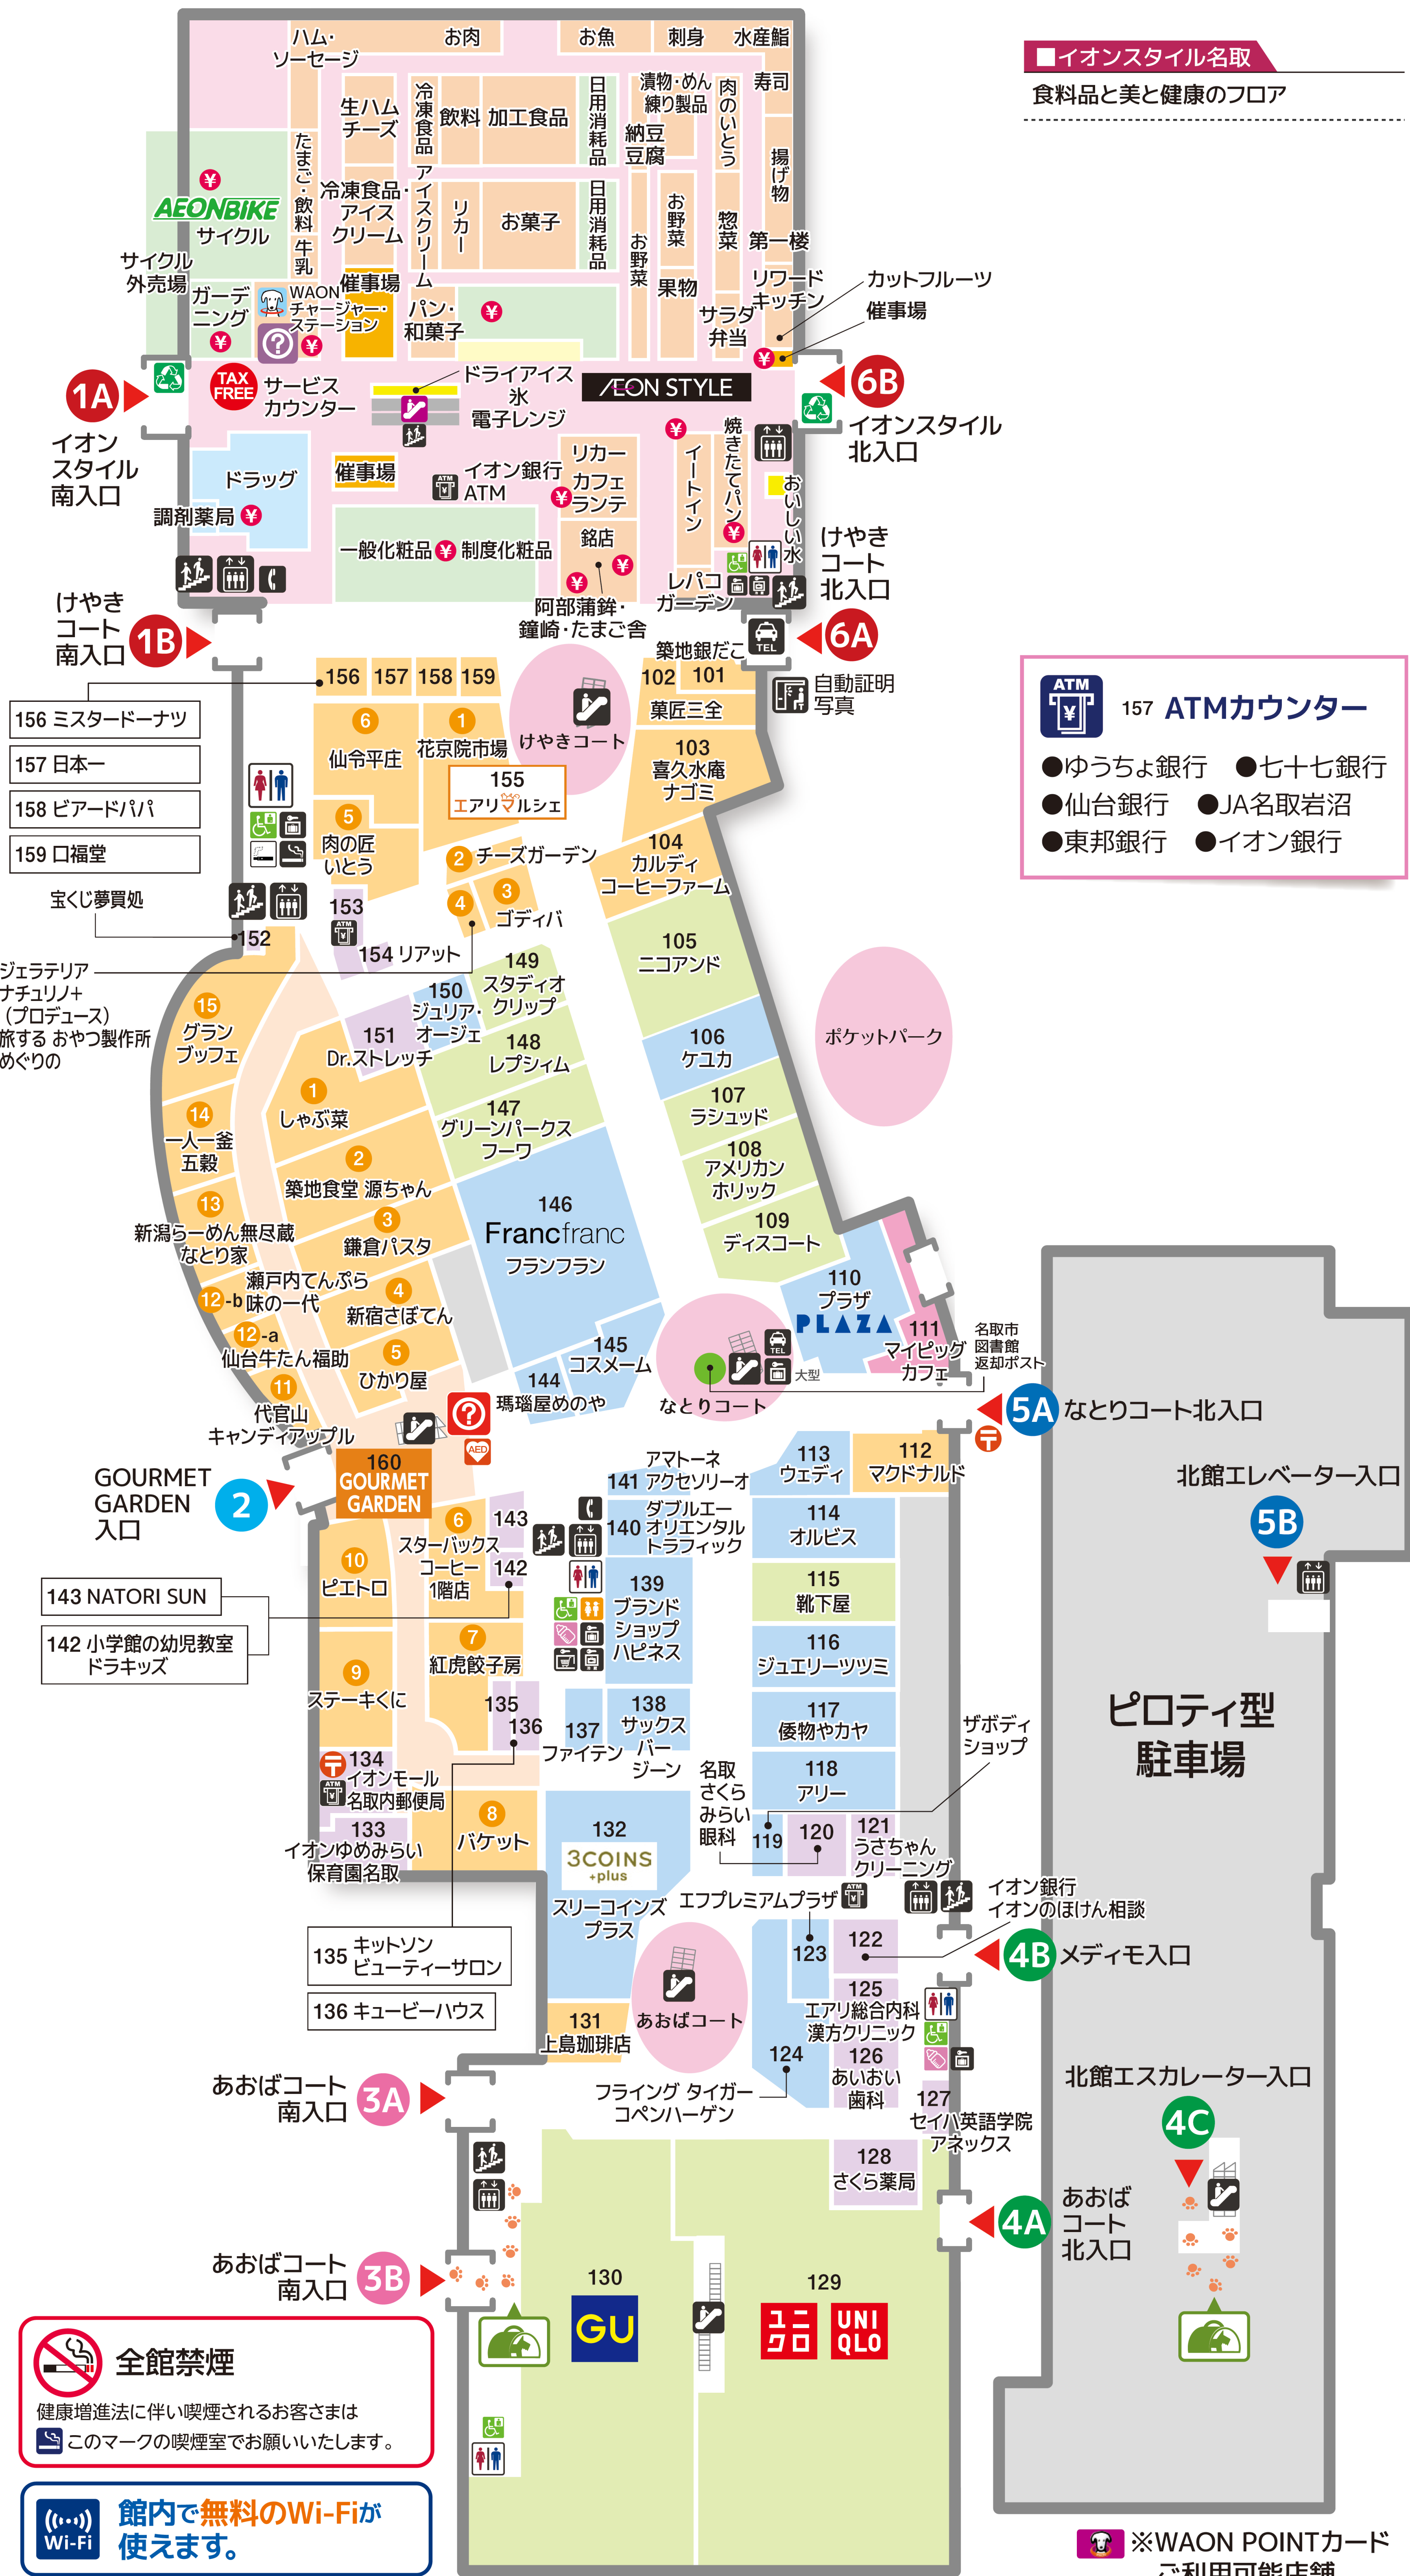 ■イオンスタイル名取
食料品と美と健康のフロア
ハム・
ソーセージ
お肉
お魚
刺身
水産鮨
寿司
生ハム
チーズ
冷凍食品
飲料
加工食品
日用消耗品
漬物・めん
練り製品
納豆
豆腐
肉のいとう
揚げ物
たまご・飲料
牛乳
冷凍食品・
アイス
クリーム
アイスクリーム
リカー
お菓子
日用消耗品
お野菜
お野菜
果物
惣菜
第一楼
リワード
キッチン
サラダ
弁当
カットフルーツ
催事場
AEONBIKE
サイクル
サイクル
外売場
ガーデ
ニング
WAON
チャージャー・
ステーション
催事場
パン・
和菓子
TAX
FREE
サービス
カウンター
ドライアイス
氷
電子レンジ
ÆON STYLE
1A
イオン
スタイル
南入口
6B
イオンスタイル
北入口
ドラッグ
調剤薬局
催事場
ATM
イオン銀行
ATM
リカー
カフェ
ランテ
銘店
イートイン
焼きたてパン
おいしい水
一般化粧品
制度化粧品
阿部蒲鉾・
鐘崎・たまご舎
レパコ
ガーデン
けやき
コート
北入口
6A
けやき
コート
南入口
1B
TEL
築地銀だこ
自動証明
写真
156
157
158
159
102
101
菓匠三全
けやきコート
156 ミスタードーナツ
157 日本一
158 ビアードパパ
159 口福堂
6
仙令平庄
1
花京院市場
155
エアリマルシェ
5
肉の匠
いとう
2
チーズガーデン
3
ゴディバ
4
103
喜久水庵
ナゴミ
104
カルディ
コーヒーファーム
157 ATMカウンター
●ゆうちょ銀行 ●七十七銀行
●仙台銀行 ●JA名取岩沼
●東邦銀行 ●イオン銀行
宝くじ夢買処
152
153
ATM
154 リアット
ジェラテリア
ナチュリノ+
(プロデュース)
旅する おやつ製作所
めぐりの
105
ニコアンド
106
ケユカ
107
ラシュッド
108
アメリカン
ホリック
109
ディスコート
ポケットパーク
149
スタディオ
クリップ
150
ジュリア・
オージェ
151
Dr.ストレッチ
148
レプシィム
147
グリーンパークス
フーワ
146
Francfranc
フランフラン
145
コスメーム
144
瑪瑙屋めのや
15
グラン
ブッフェ
14
一人一釜
五穀
13
新潟らーめん無尽蔵
なとり家
12-b
瀬戸内てんぷら
味の一代
12-a
仙台牛たん福助
11
代官山
キャンディアップル
1
しゃぶ菜
2
築地食堂 源ちゃん
3
鎌倉パスタ
4
新宿さぼてん
5
ひかり屋
110
プラザ
PLAZA
111
マイピッグ
カフェ
名取市
図書館
返却ポスト
TEL
大型
なとりコート
5A
なとりコート北入口
AED
160
GOURMET
GARDEN
GOURMET
GARDEN
入口
2
北館エレベーター入口
5B
113
ウェディ
112
マクドナルド
アマトーネ
141 アクセソリーオ
140
ダブルエー
オリエンタル
トラフィック
139
ブランド
ショップ
ハピネス
114
オルビス
115
靴下屋
116
ジュエリーツツミ
117
倭物やカヤ
118
アリー
6
スターバックス
コーヒー
1階店
143
142
143 NATORI SUN
142 小学館の幼児教室
ドラキッズ
10
ピエトロ
9
ステーキくに
7
紅虎餃子房
135
136
137
ファイテン
138
サックス
バー
ジーン
134
ATM
イオンモール
名取内郵便局
133
イオンゆめみらい
保育園名取
8
バケット
132
3COINS
+plus
スリーコインズ
プラス
名取
さくら
みらい
眼科
ザボディ
ショップ
119
120
121
うさちゃん
クリーニング
エフプレミアムプラザ
ATM
イオン銀行
イオンのほけん相談
ピロティ型
駐車場
135 キットソン
ビューティーサロン
136 キュービーハウス
123
122
4B
メディモ入口
125
エアリ総合内科
漢方クリニック
126
あいおい
歯科
124
フライング タイガー
コペンハーゲン
127
セイハ英語学院
アネックス
128
さくら薬局
131
上島珈琲店
あおばコート
あおばコート
南入口
3A
あおばコート
南入口
3B
北館エスカレーター入口
4C
4A
あおば
コート
北入口
130
GU
129
ユニ
クロ
UNI
QLO
全館禁煙
健康増進法に伴い喫煙されるお客さまは
このマークの喫煙室でお願いいたします。
Wi-Fi
館内で無料のWi-Fiが
使えます。
※WAON POINTカード
ご利用可能店舗